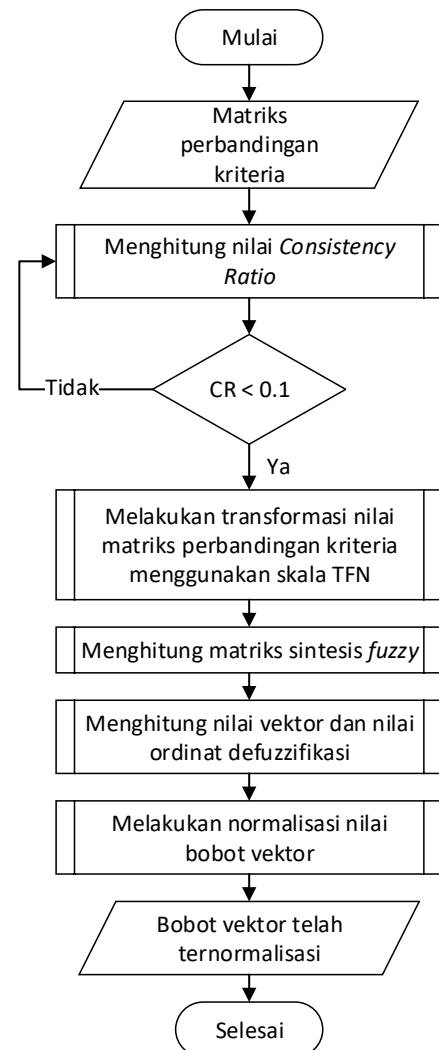 Mulai
Matriks
perbandingan
kriteria
Menghitung nilai Consistency
Ratio
CR < 0.1
Tidak
Ya
Melakukan transformasi nilai
matriks perbandingan kriteria
menggunakan skala TFN
Menghitung matriks sintesis fuzzy
Menghitung nilai vektor dan nilai
ordinat defuzzifikasi
Melakukan normalisasi nilai
bobot vektor
Bobot vektor telah
ternormalisasi
Selesai